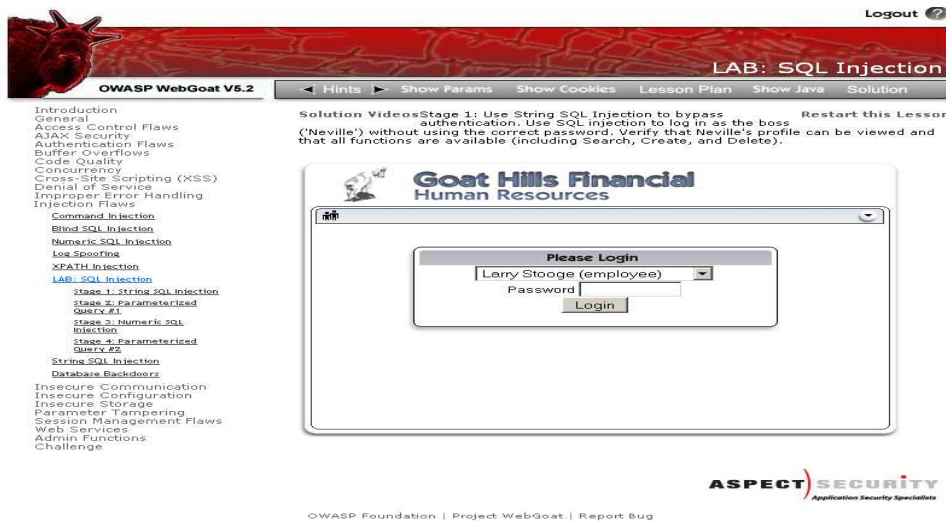 Logout ?
LAB: SQL Injection
OWASP WebGoat V5.2
Hints
Show Params
Show Cookies
Lesson Plan
Show Java
Solution
Introduction
General
Access Control Flaws
AJAX Security
Authentication Flaws
Buffer Overflows
Code Quality
Concurrency
Cross-Site Scripting (XSS)
Denial of Service
Improper Error Handling
Injection Flaws
Command Injection
Blind SQL Injection
Numeric SQL Injection
Log Spoofing
XPATH Injection
LAB: SQL Injection
Stage 1: String SQL Injection
Stage 2: Parameterized
Query #1
Stage 3: Numeric SQL
Injection
Stage 4: Parameterized
Query #2
String SQL Injection
Database Backdoors
Insecure Communication
Insecure Configuration
Insecure Storage
Parameter Tampering
Session Management Flaws
Web Services
Admin Functions
Challenge
Solution Videos
Restart this Lesson
Stage 1: Use String SQL Injection to bypass
authentication. Use SQL injection to log in as the boss
('Neville') without using the correct password. Verify that Neville's profile can be viewed and
that all functions are available (including Search, Create, and Delete).
Goat Hills Financial
Human Resources
Please Login
Larry Stooge (employee)
Password
Login
ASPECT) SECURITY
Application Security Specialists
OWASP Foundation | Project WebGoat | Report Bug